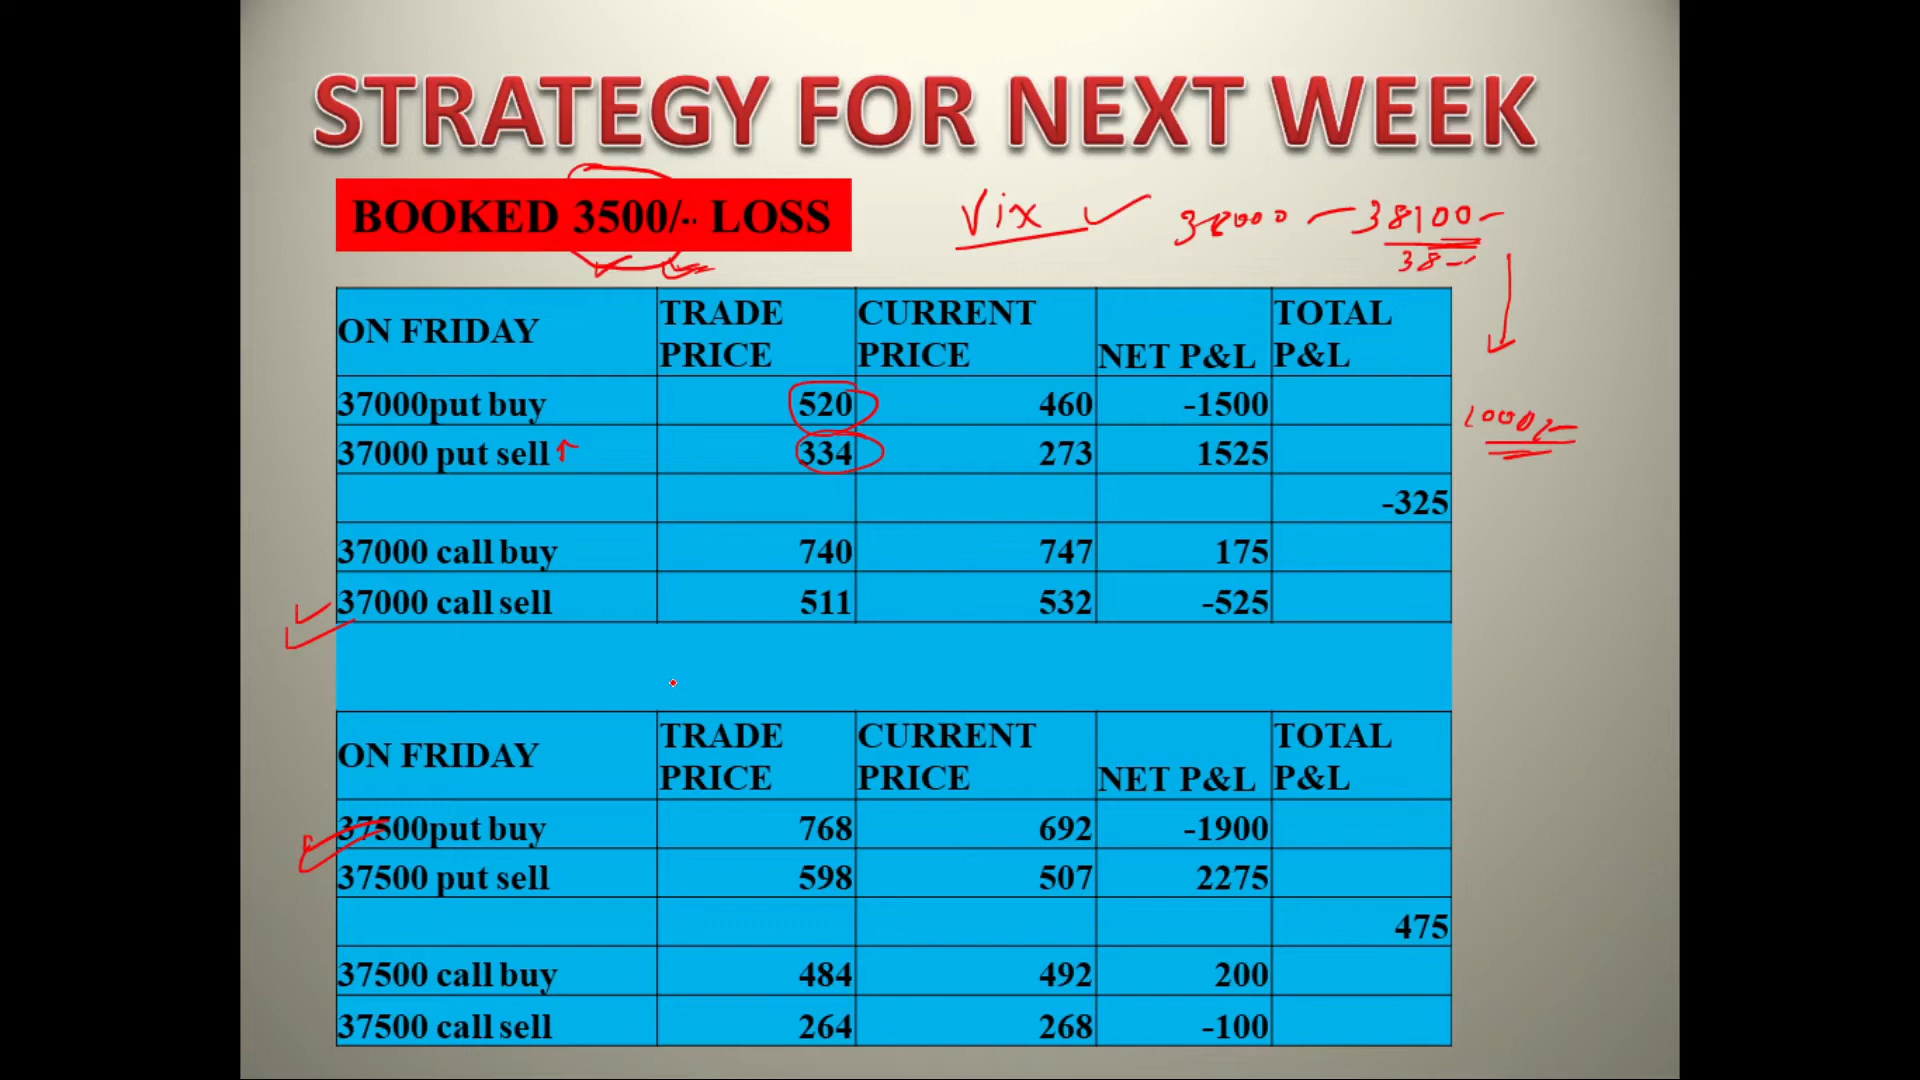 STRATEGY FOR NEXT WEEK
BOOKED 3500/-- LOSS
Vix 38000 - 38100 -
38--
ON FRIDAY TRADE PRICE CURRENT PRICE NET P&L TOTAL P&L
37000put buy 520 460 -1500
37000 put sell 334 273 1525
10000/-
-325
37000 call buy 740 747 175
37000 call sell 511 532 -525
ON FRIDAY TRADE PRICE CURRENT PRICE NET P&L TOTAL P&L
37500put buy 768 692 -1900
37500 put sell 598 507 2275
475
37500 call buy 484 492 200
37500 call sell 264 268 -100